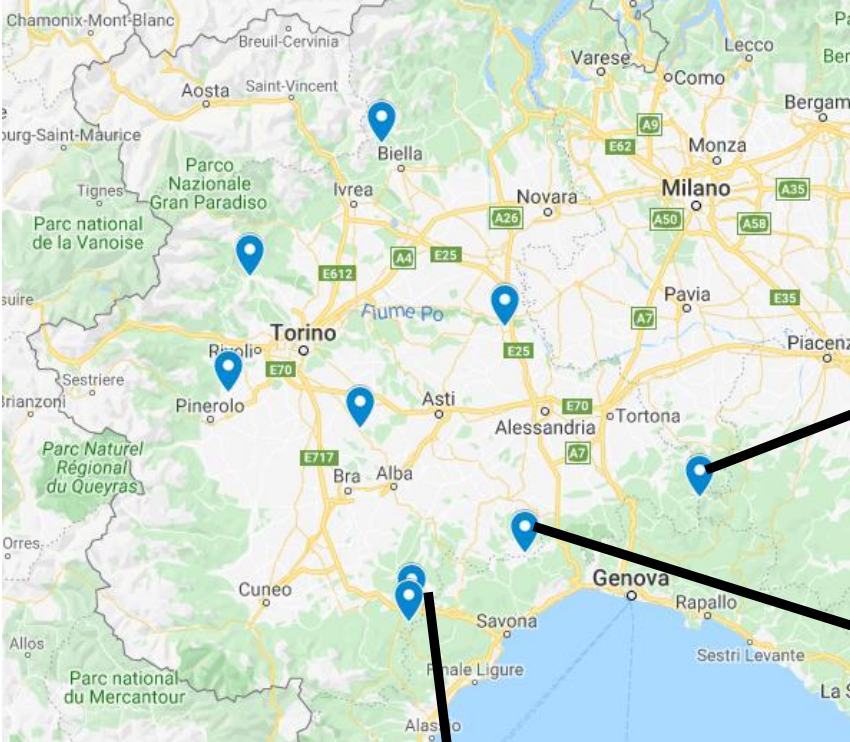 Chamonix-Mont-Blanc
Breuil-Cervinia
Varese
Lecco
Como
Aosta
Saint-Vincent
Bergam
ourg-Saint-Maurice
A9
E62
Monza
Biella
Parco
Nazionale
Gran Paradiso
Tignes
Ivrea
Novara
Milano
A35
A26
A50
A58
Parc national
de la Vanoise
A4
E25
E612
suire
Pavia
E35
Fiume Po
A7
Torino
Rivoli
E25
Piacenz
E70
Sestriere
Brianzoni
Pinerolo
Asti
E70
Tortona
Alessandria
A7
Parc Naturel
Régional
du Queyras
E717
Bra
Alba
Orres
Cuneo
Genova
Rapallo
Savona
Allos
Sestri Levante
Parc national
du Mercantour
Finale Ligure
La S
Alassio